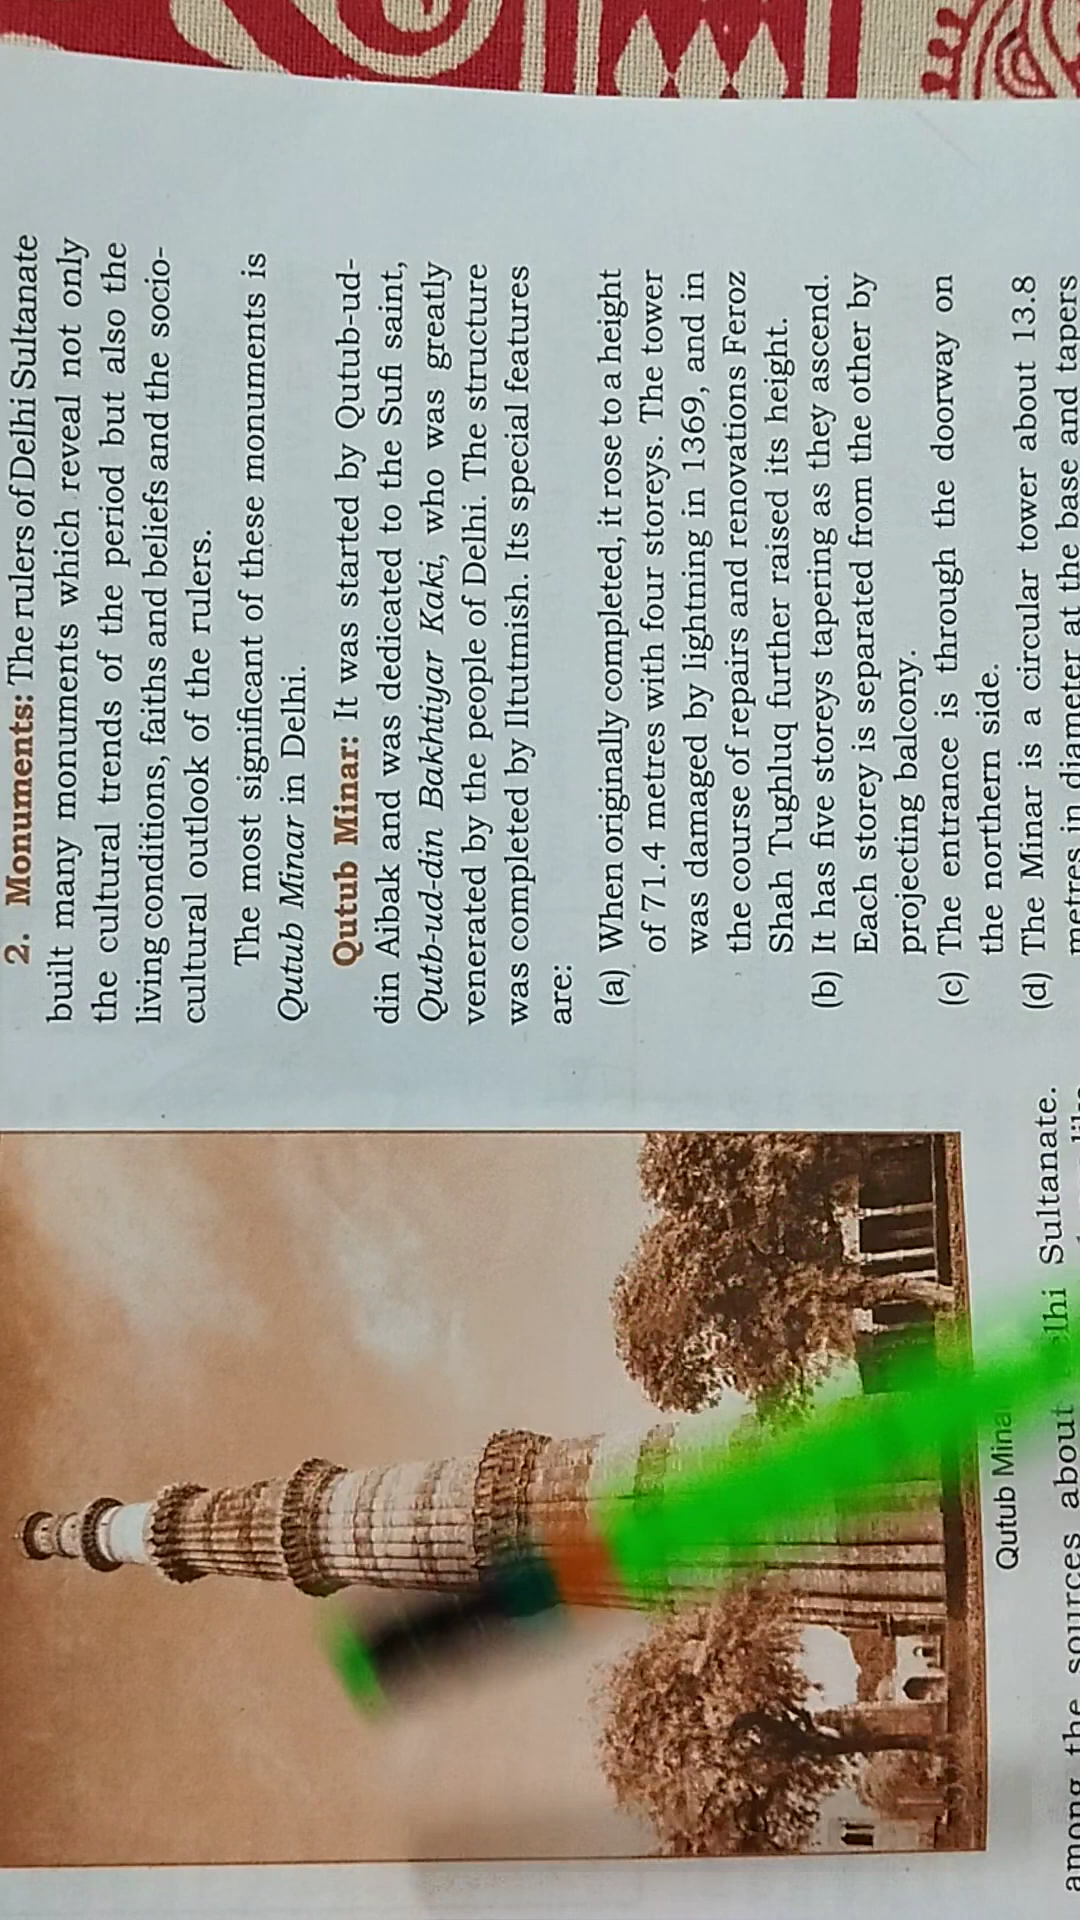 2. Monuments: The rulers of Delhi Sultanate
built many monuments which reveal not only
the cultural trends of the period but also the
living conditions, faiths and beliefs and the socio-
cultural outlook of the rulers.
The most significant of these monuments is
Qutub Minar in Delhi.
Qutub Minar: It was started by Qutub-ud-
din Aibak and was dedicated to the Sufi saint,
Qutb-ud-din Bakhtiyar Kaki, who was greatly
venerated by the people of Delhi. The structure
was completed by Iltutmish. Its special features
are:
(a) When originally completed, it rose to a height
of 71.4 metres with four storeys. The tower
was damaged by lightning in 1369, and in
the course of repairs and renovations Feroz
Shah Tughluq further raised its height.
(b) It has five storeys tapering as they ascend.
Each storey is separated from the other by
projecting balcony.
(c) The entrance is through the doorway on
the northern side.
(d) The Minar is a circular tower about 13.8
metres in diameter at the base and tapers
Qutub Mina
among the sources about
Sultanate.